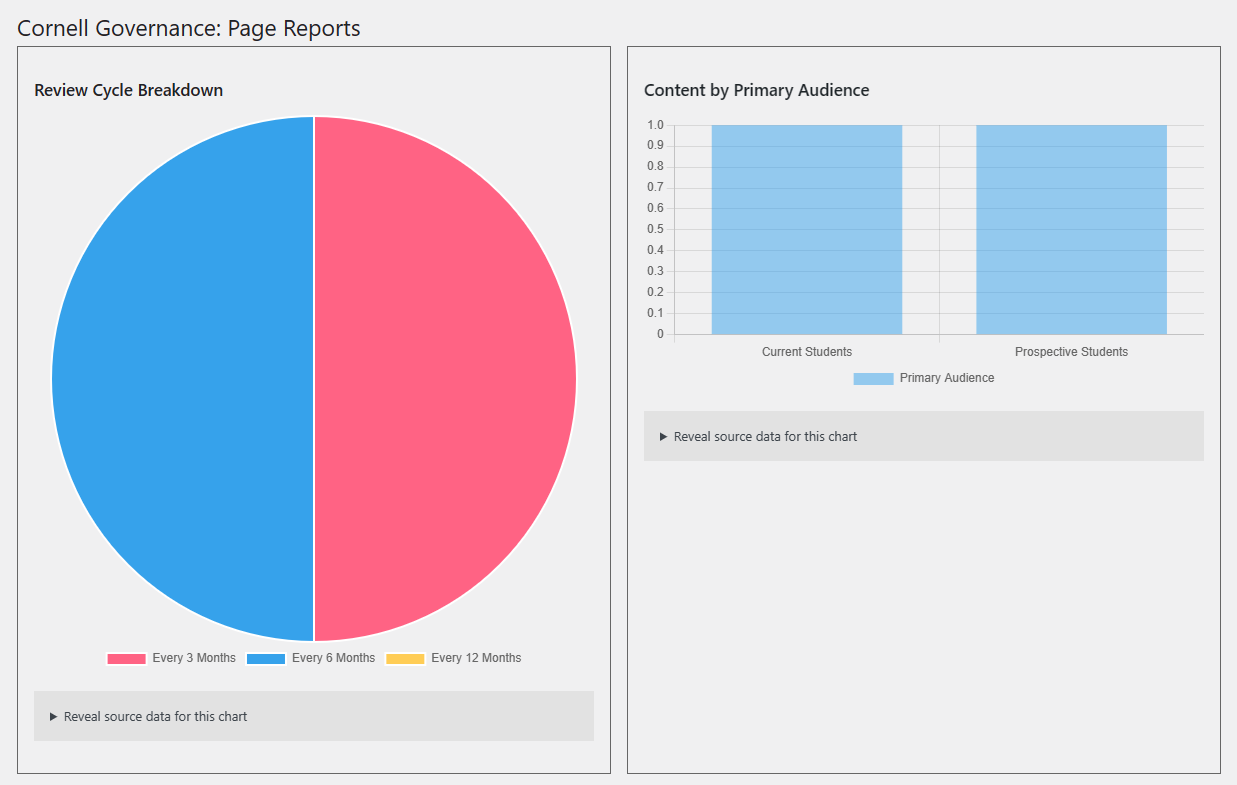 Cornell Governance: Page Reports
Review Cycle Breakdown
Every 3 Months Every 6 Months Every 12 Months
Reveal source data for this chart
Content by Primary Audience
1.0
0.9
0.8
0.7
0.6
0.5
0.4
0.3
0.2
0.1
0
Current Students Prospective Students
Primary Audience
Reveal source data for this chart